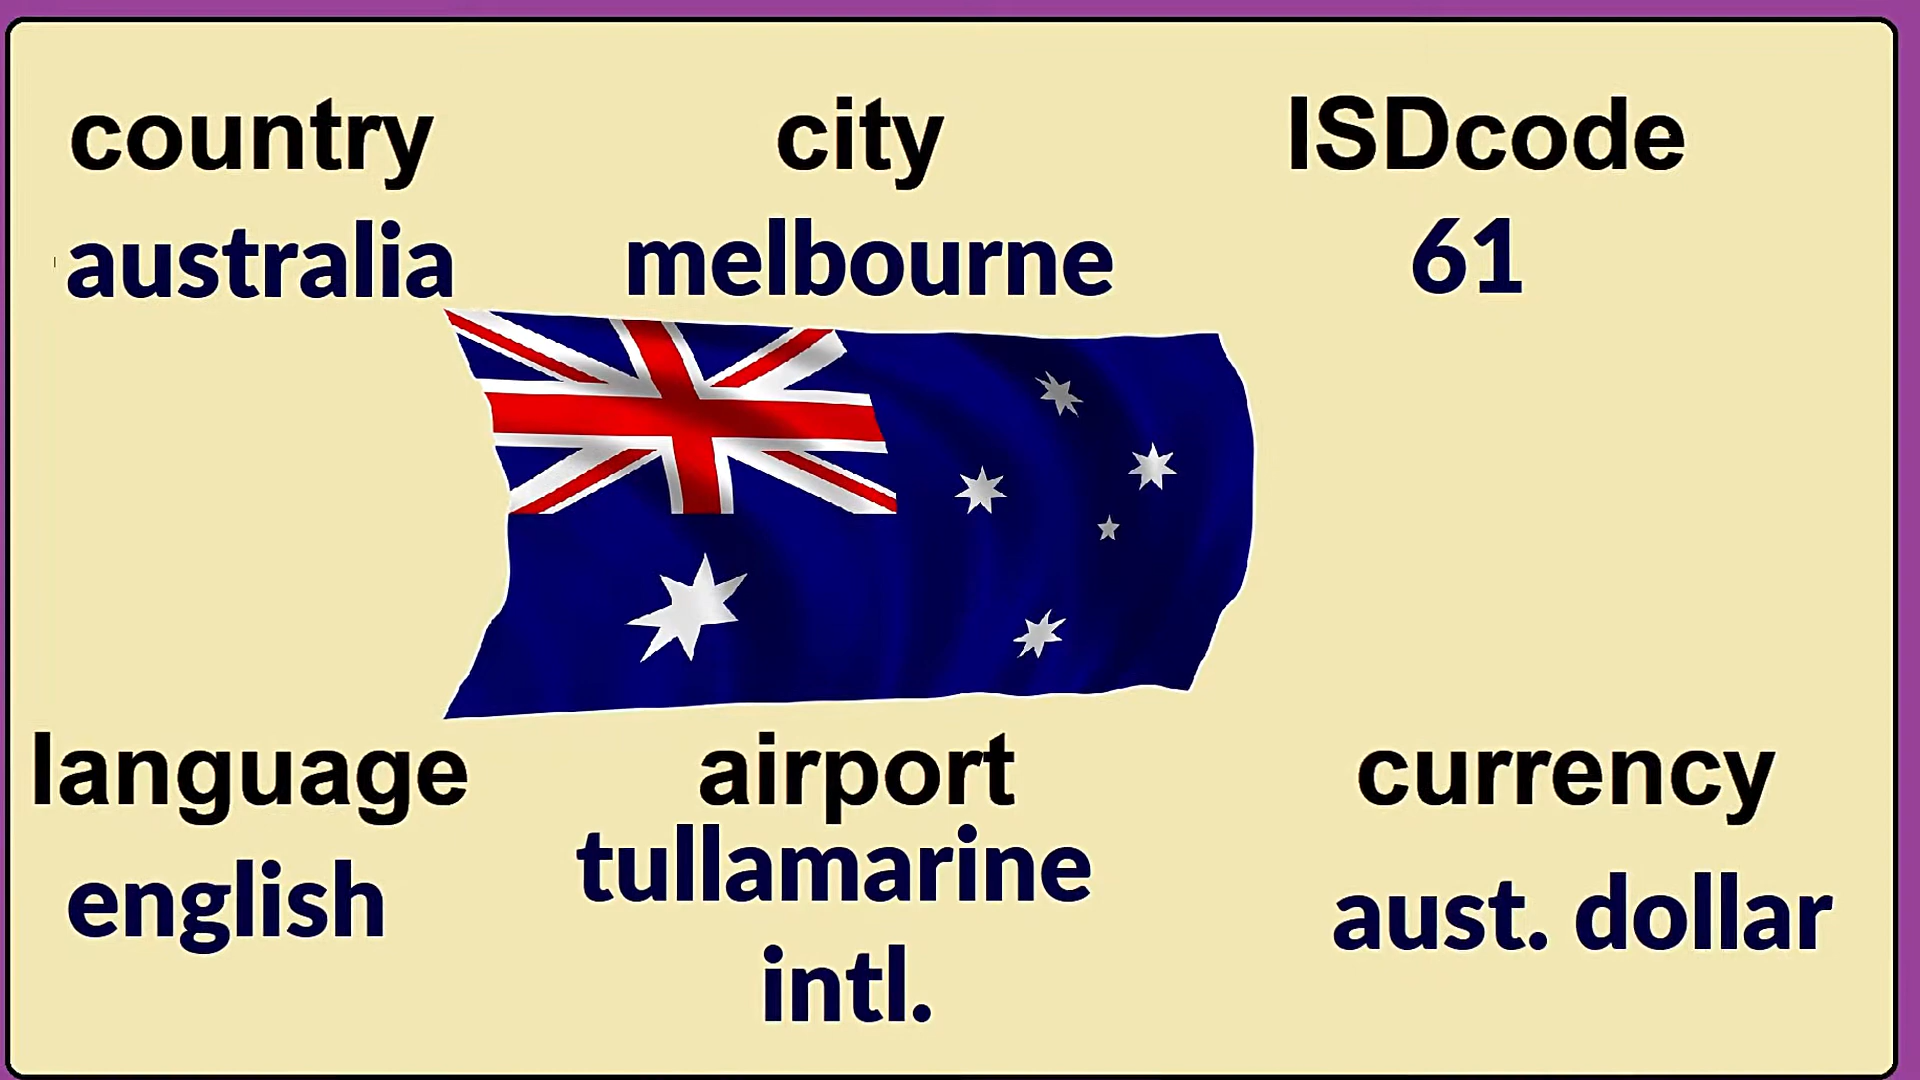 country
city
ISDcode
australia
melbourne
61
language
airport
currency
english
tullamarine
intl.
aust. dollar